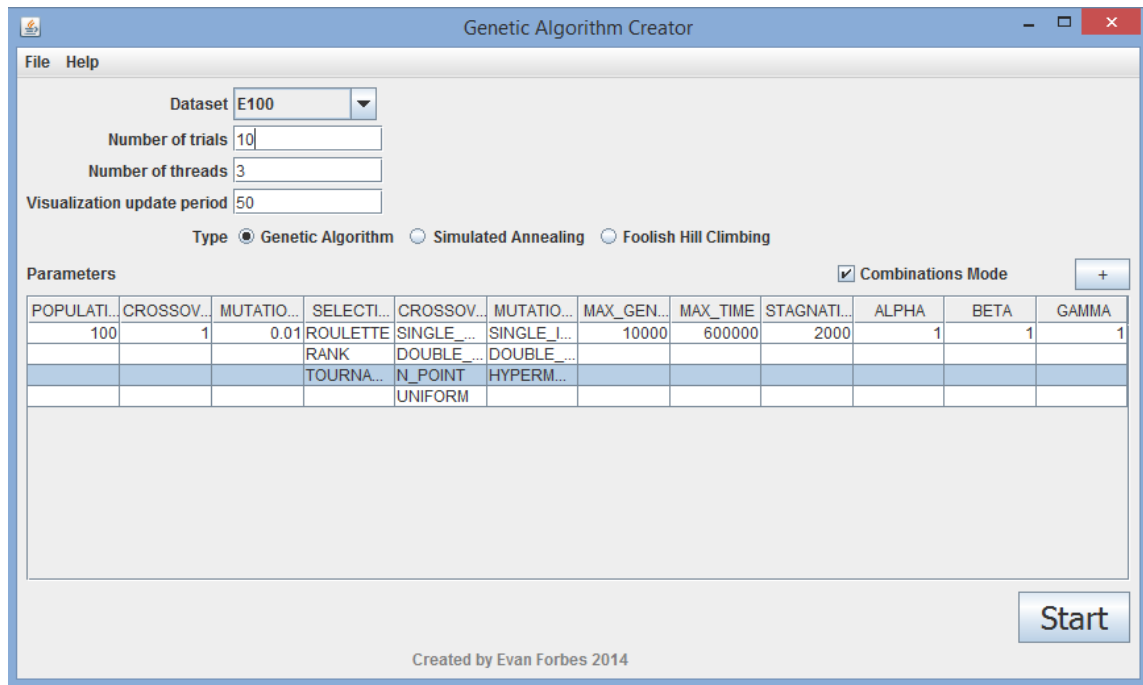 Genetic Algorithm Creator
File Help
Dataset E100
Number of trials 10
Number of threads 3
Visualization update period 50
Type Genetic Algorithm Simulated Annealing Foolish Hill Climbing
Parameters Combinations Mode +
POPULATI... CROSSOV... MUTATIO... SELECTI... CROSSOV... MUTATIO... MAX_GEN... MAX_TIME STAGNATI... ALPHA BETA GAMMA
100 1 0.01 ROULETTE SINGLE_... SINGLE_I... 10000 600000 2000 1 1 1
RANK DOUBLE_... DOUBLE_...
TOURNA... N_POINT HYPERM...
UNIFORM
Start
Created by Evan Forbes 2014